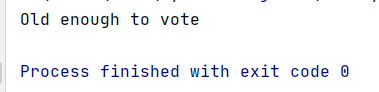 Old enough to vote
Process finished with exit code 0